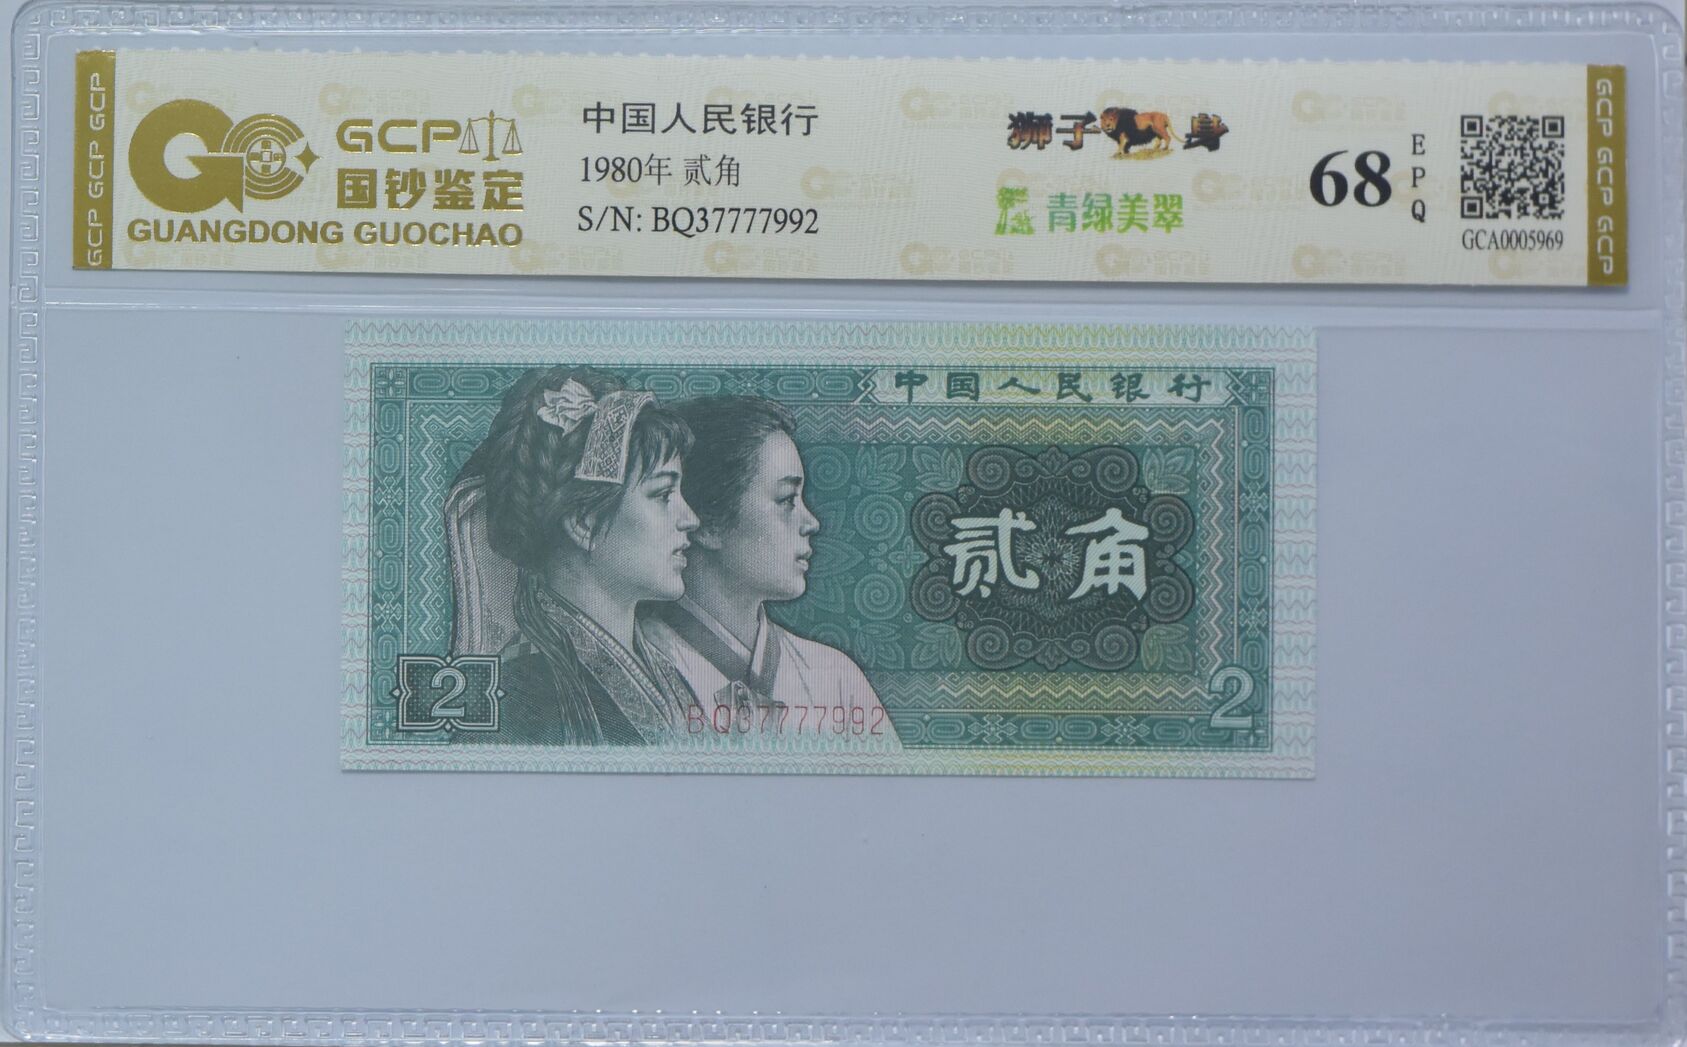 GCP GCP GCP
GCP
国钞鉴定
GUANGDONG GUOCHAO
中国人民银行
1980年 贰角
S/N: BQ37777992
狮子身
青绿美翠
68
EPQ
GCA0005969
GCP GCP GCP
中国人民银行
贰角
2
2
BQ37777992